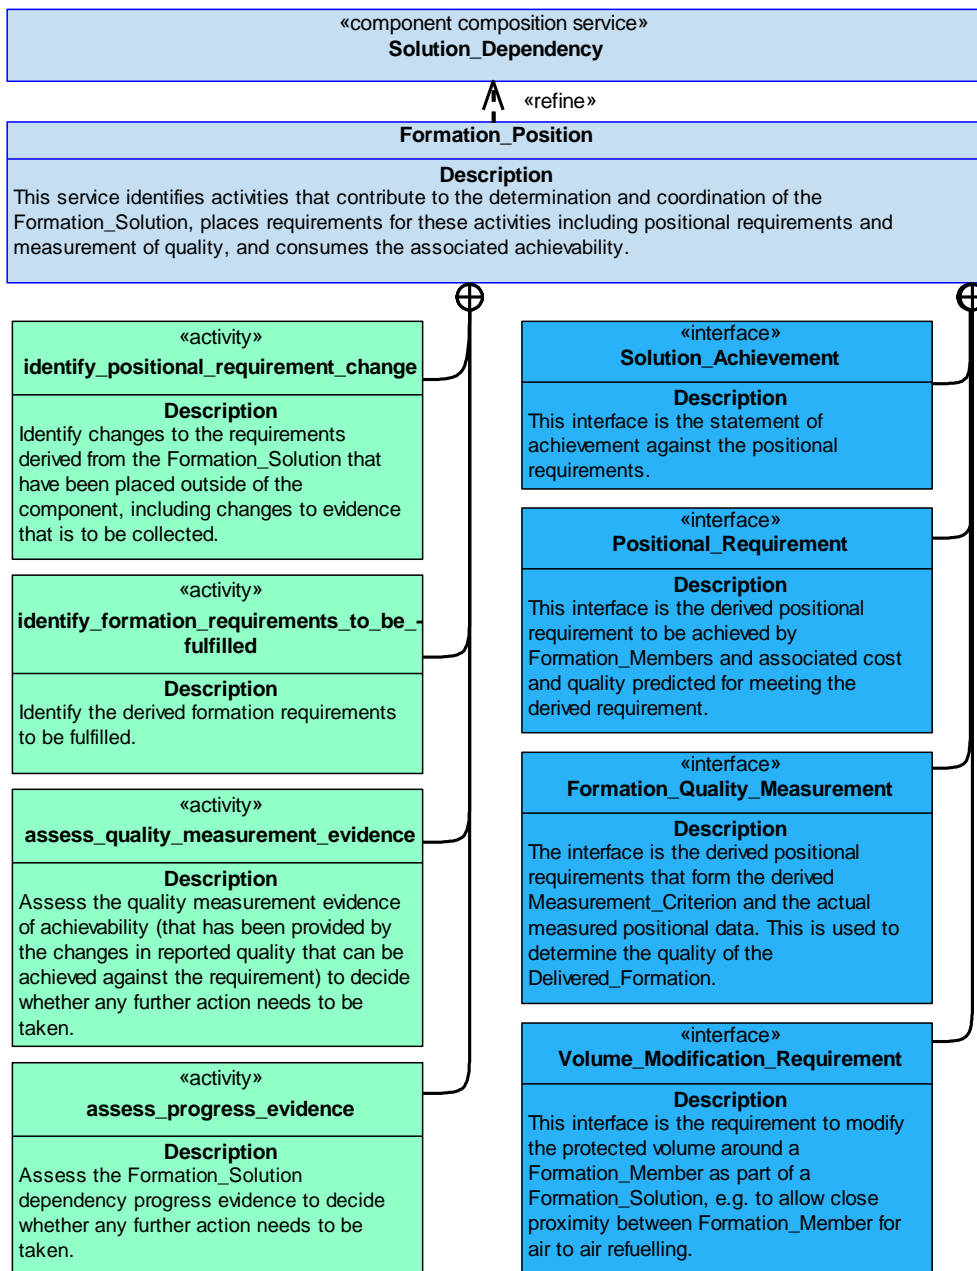 «component composition service»
Solution_Dependency
«refine»
Formation_Position
Description
This service identifies activities that contribute to the determination and coordination of the
Formation_Solution, places requirements for these activities including positional requirements and
measurement of quality, and consumes the associated achievability.
«activity»
identify_positional_requirement_change
Description
Identify changes to the requirements
derived from the Formation_Solution that
have been placed outside of the
component, including changes to evidence
that is to be collected.
«activity»
identify_formation_requirements_to_be_-
fulfilled
Description
Identify the derived formation requirements
to be fulfilled.
«activity»
assess_quality_measurement_evidence
Description
Assess the quality measurement evidence
of achievability (that has been provided by
the changes in reported quality that can be
achieved against the requirement) to decide
whether any further action needs to be
taken.
«activity»
assess_progress_evidence
Description
Assess the Formation_Solution
dependency progress evidence to decide
whether any further action needs to be
taken.
«interface»
Solution_Achievement
Description
This interface is the statement of
achievement against the positional
requirements.
«interface»
Positional_Requirement
Description
This interface is the derived positional
requirement to be achieved by
Formation_Members and associated cost
and quality predicted for meeting the
derived requirement.
«interface»
Formation_Quality_Measurement
Description
The interface is the derived positional
requirements that form the derived
Measurement_Criterion and the actual
measured positional data. This is used to
determine the quality of the
Delivered_Formation.
«interface»
Volume_Modification_Requirement
Description
This interface is the requirement to modify
the protected volume around a
Formation_Member as part of a
Formation_Solution, e.g. to allow close
proximity between Formation_Member for
air to air refuelling.